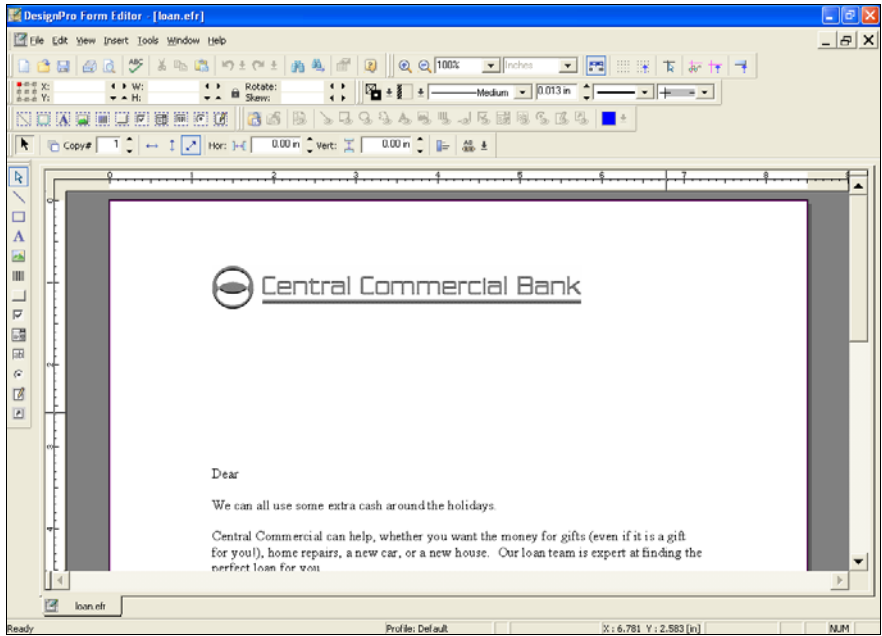 DesignPro Form Editor - [loan.efr]
File Edit View Insert Tools Window Help
100% Inches
X: W: Rotate:
Y: H: Skew:
Medium 0.013 in
Copy# 1 Hor: 0.00 in Vert: 0.00 in
0 1 2 3 4 5 6 7 8
0
2
3
4
Central Commercial Bank
Dear
We can all use some extra cash around the holidays.
Central Commercial can help, whether you want the money for gifts (even if it is a gift
for you!), home repairs, a new car, or a new house. Our loan team is expert at finding the
perfect loan for you
loan.efr
Ready Profile: Default X : 6.781 Y : 2.583 [in] NUM